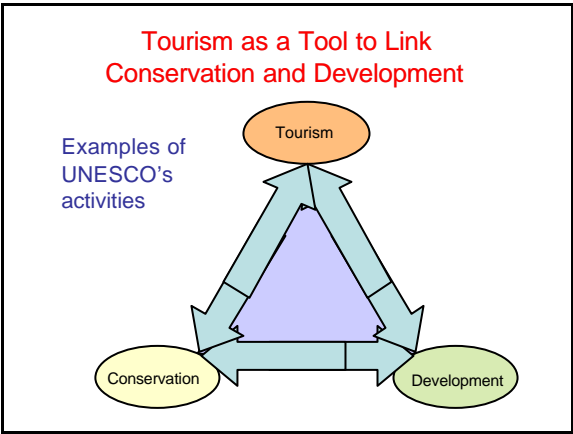 Tourism as a Tool to Link
Conservation and Development
Examples of
UNESCO's
activities
Tourism
Conservation
Development